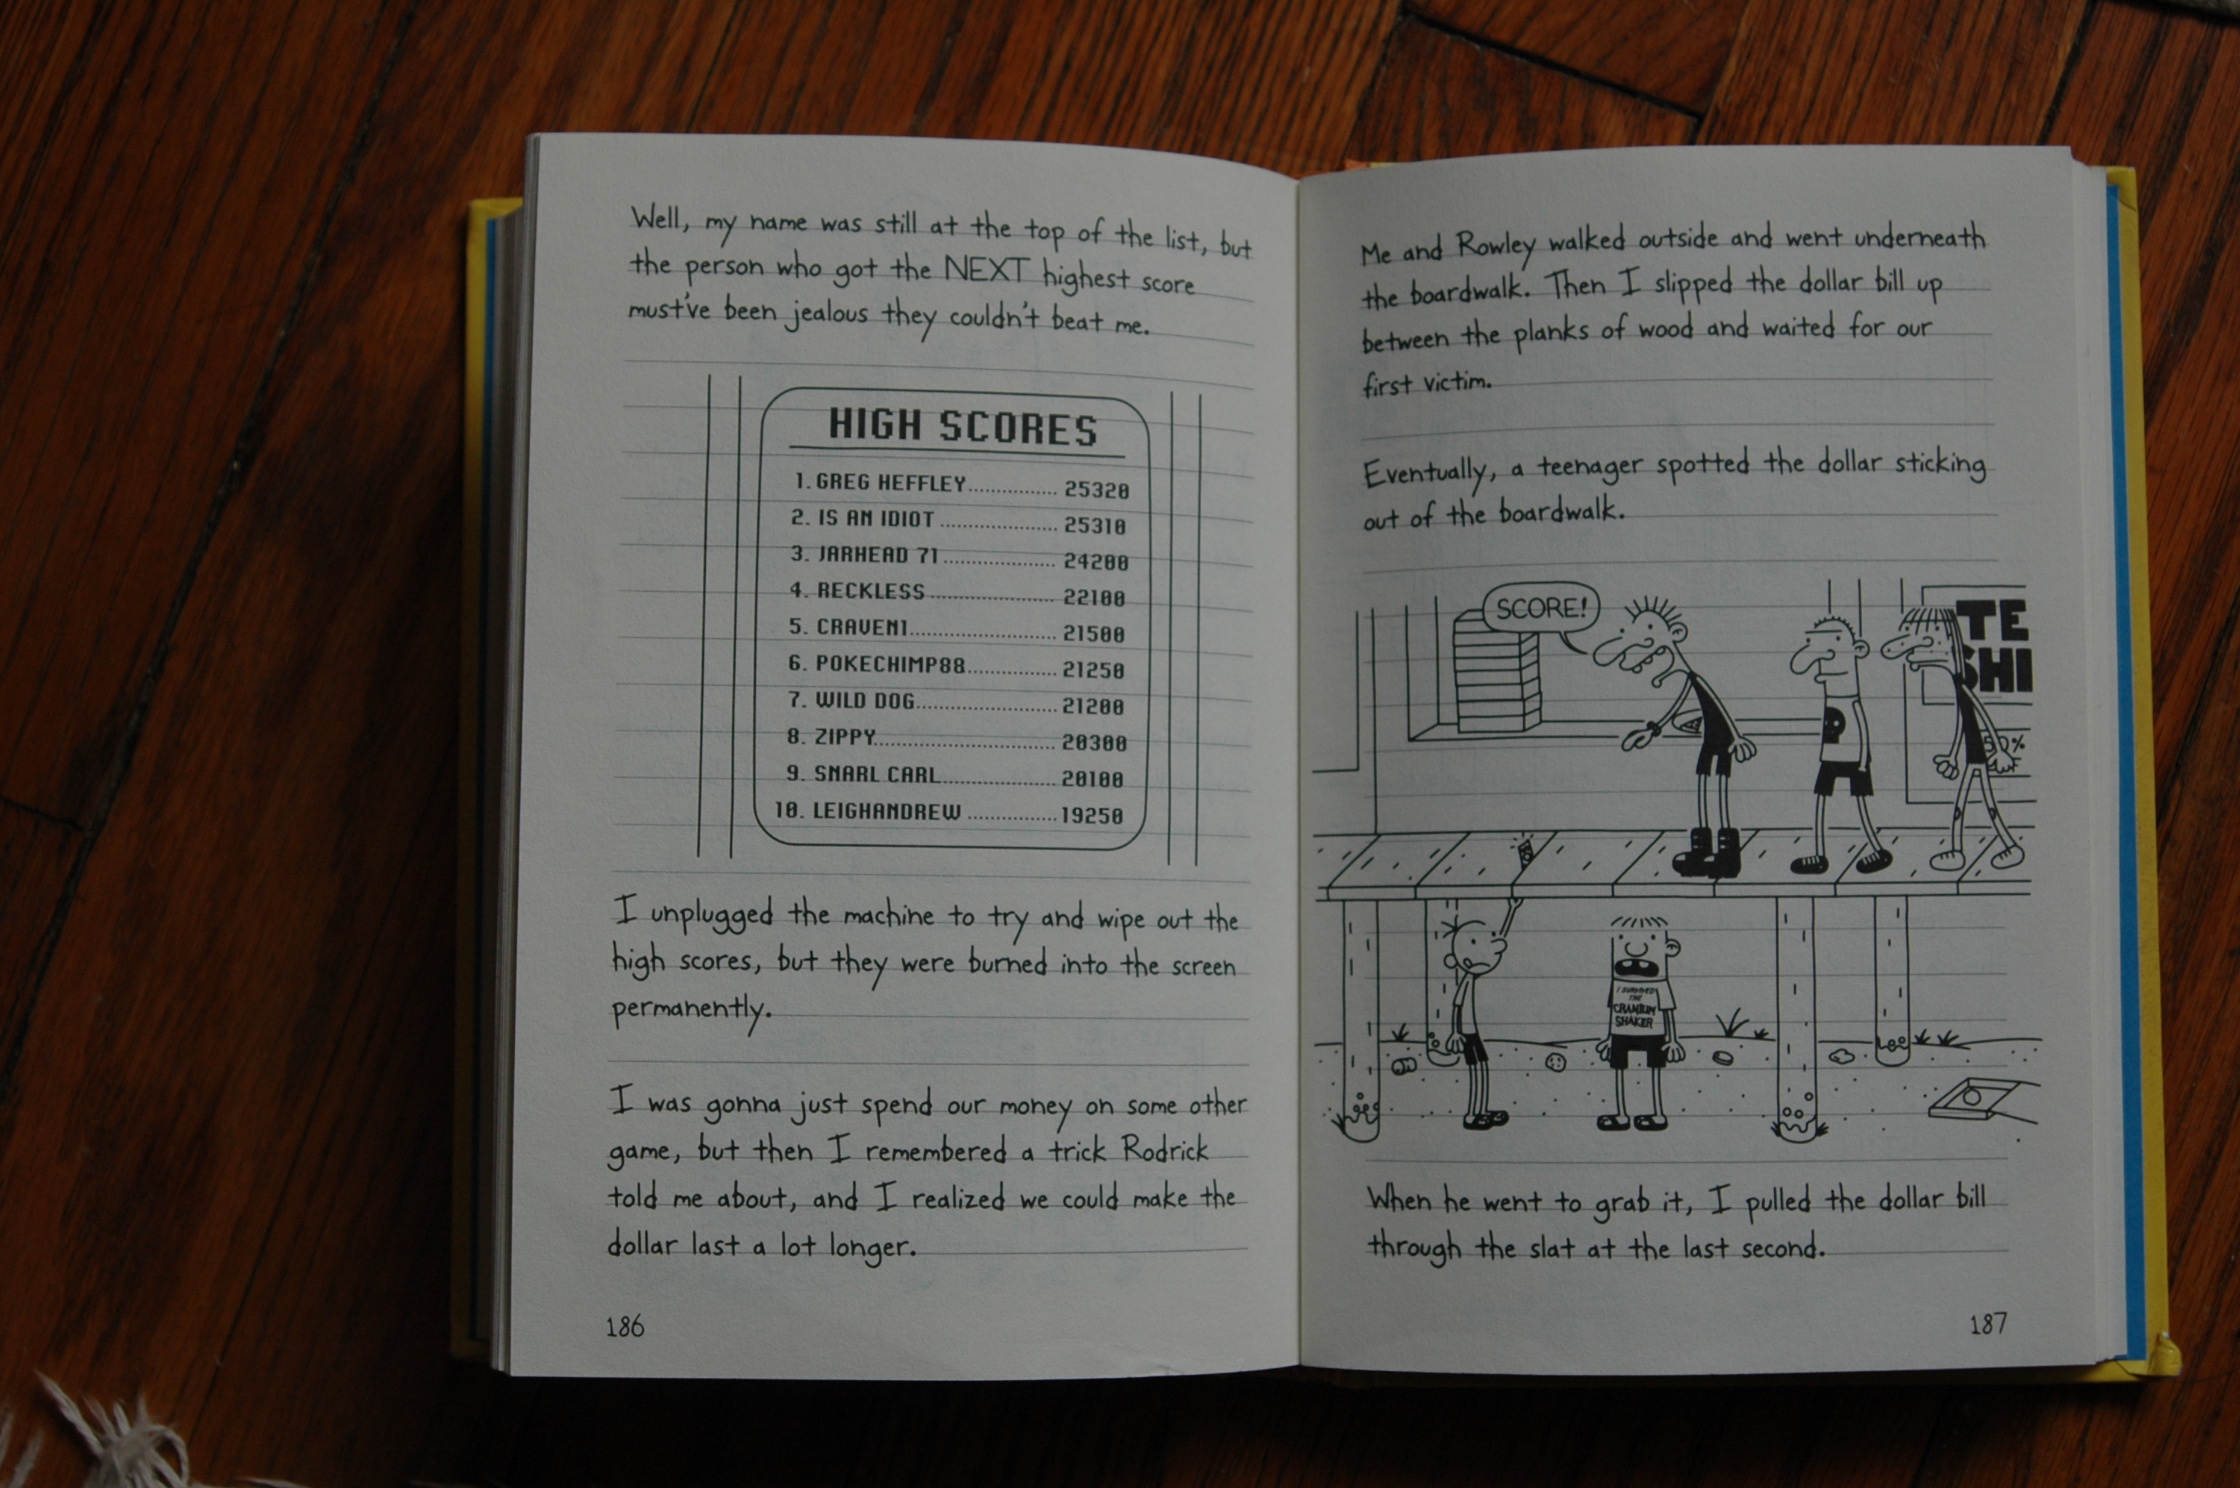 Well, my name was still at the top of the list, but
the person who got the NEXT highest score
must've been jealous they couldn't beat me.
HIGH SCORES
1. GREG HEFFLEY.......... 25320
2. IS AN IDIOT ............. 25310
3. JARHEAD 71.............. 24200
4. RECKLESS.................. 22100
5. CRAVEN1.................. 21500
6. POKECHIMP88........... 21250
7. WILD DOG................. 21200
8. ZIPPY....................... 20300
9. SNARL CARL.............. 20100
10. LEIGHANDREW ........... 19250
I unplugged the machine to try and wipe out the
high scores, but they were burned into the screen
permanently.
I was gonna just spend our money on some other
game, but then I remembered a trick Rodrick
told me about, and I realized we could make the
dollar last a lot longer.
186
Me and Rowley walked outside and went underneath
the boardwalk. Then I slipped the dollar bill up
between the planks of wood and waited for our
first victim.
Eventually, a teenager spotted the dollar sticking
out of the boardwalk.
SCORE!
TE
SHI
50%
I SURVIVED
THE
CRANIUM
SHAKER
When he went to grab it, I pulled the dollar bill
through the slat at the last second.
187